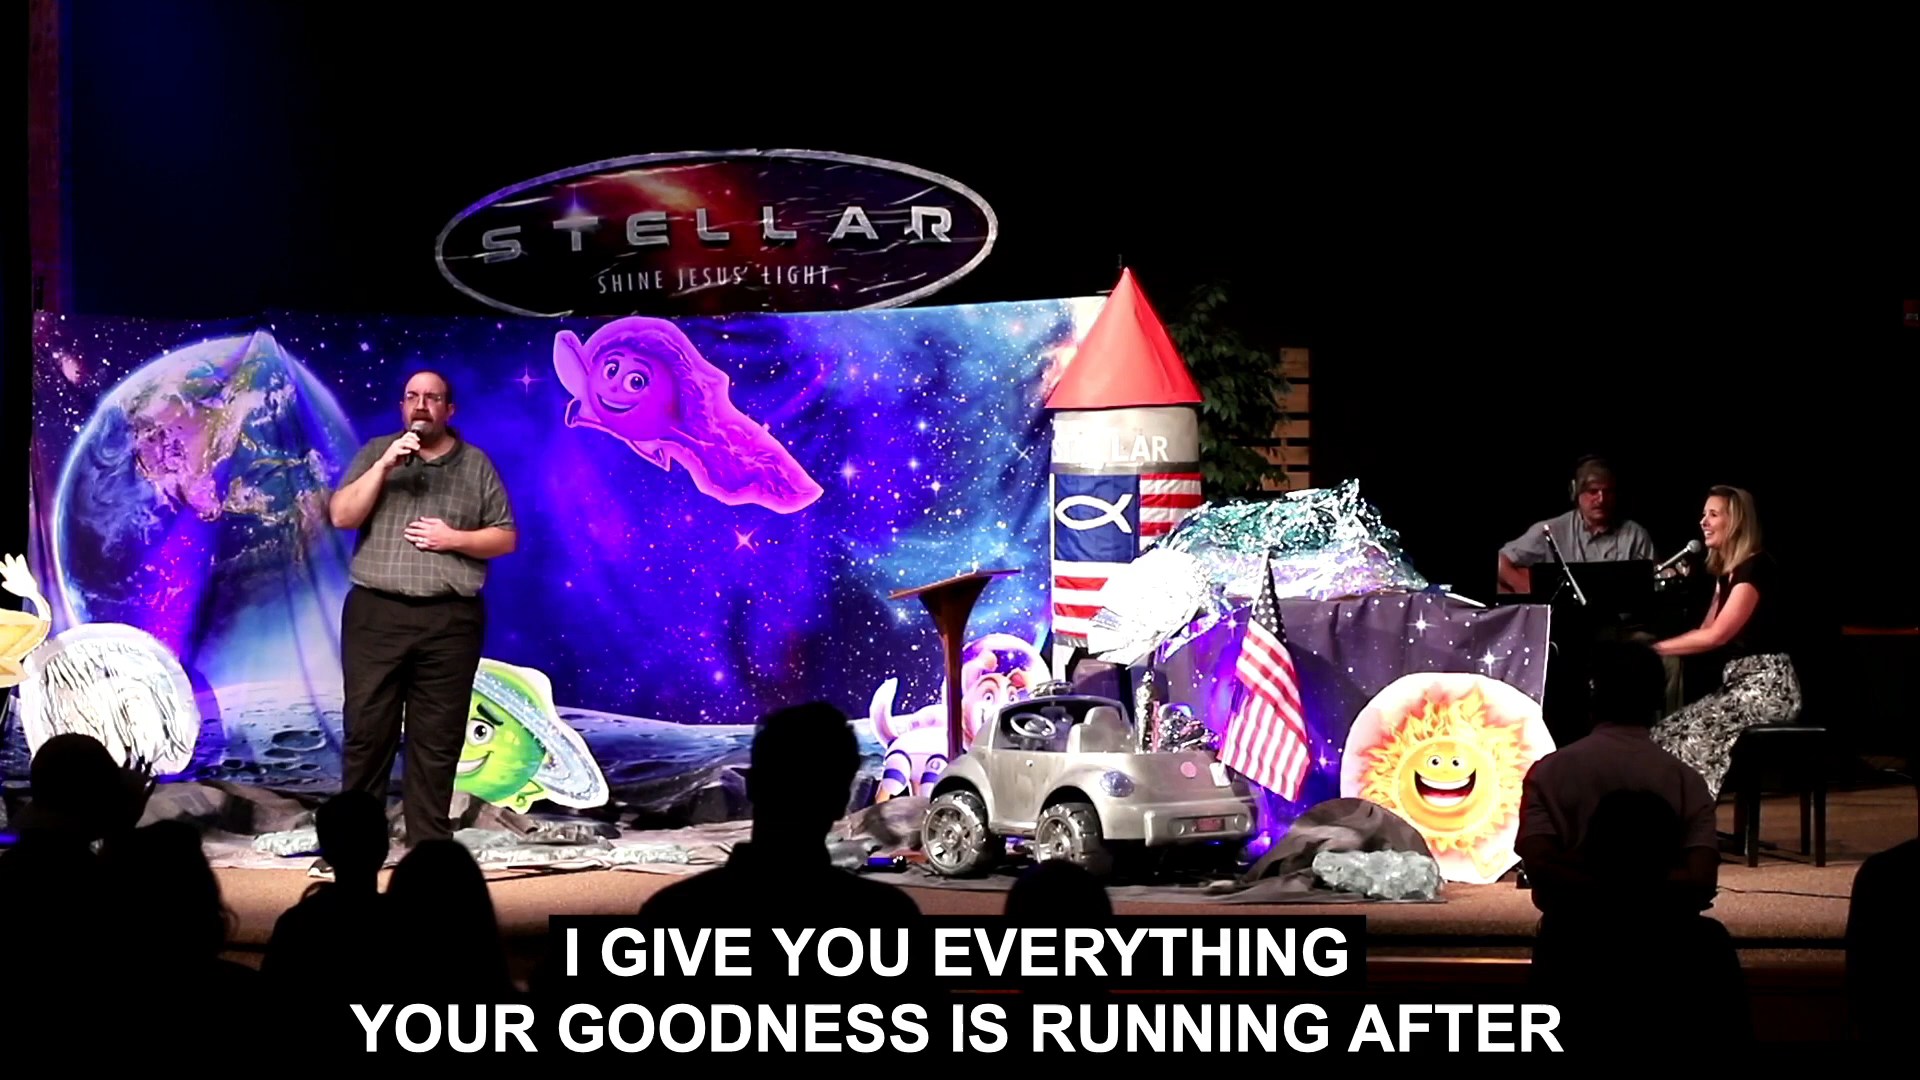 STELLAR
SHINE JESUS' LIGHT
STELLAR
I GIVE YOU EVERYTHING
YOUR GOODNESS IS RUNNING AFTER